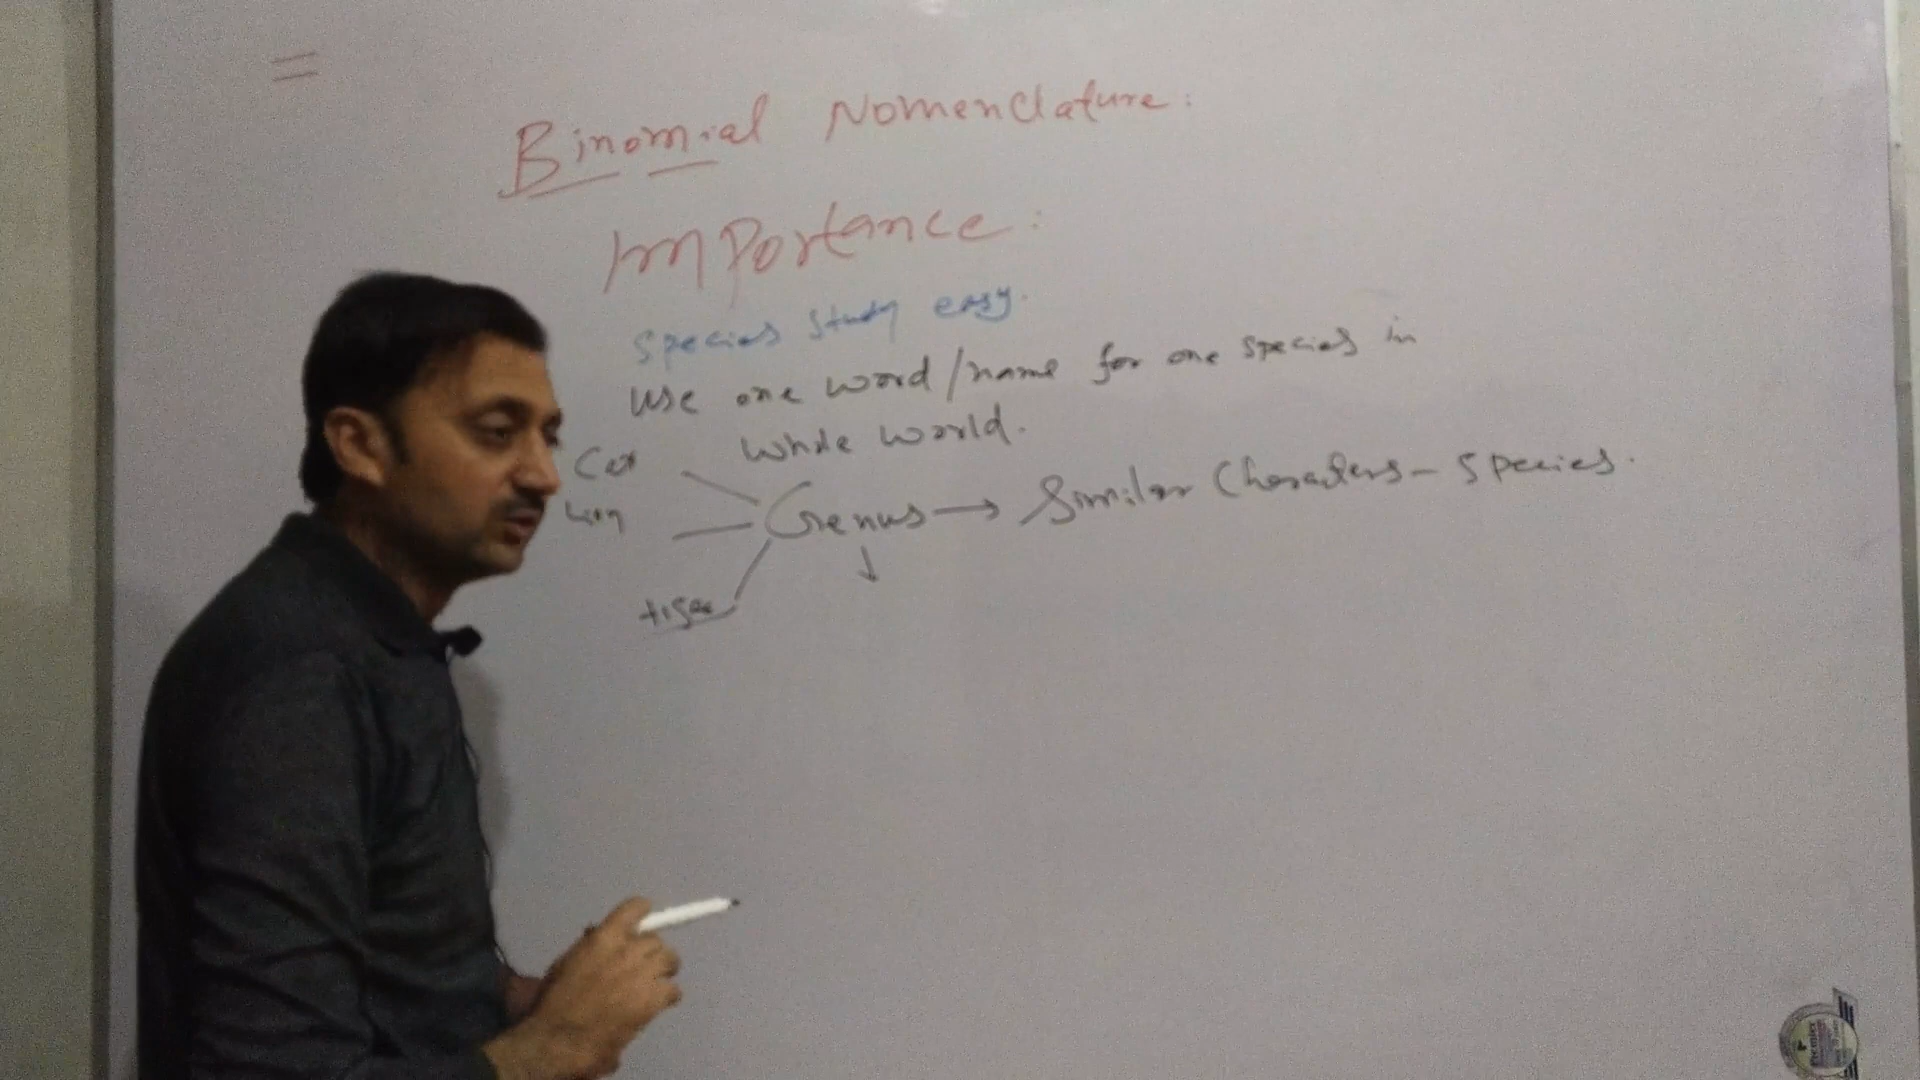 Binomial Nomenclature:
Importance:
Species study easy.
Use one word/name for one species in
whole world.
Cat
Lion
Genus → Similar Characters - Species.
↓
tiger
Premier